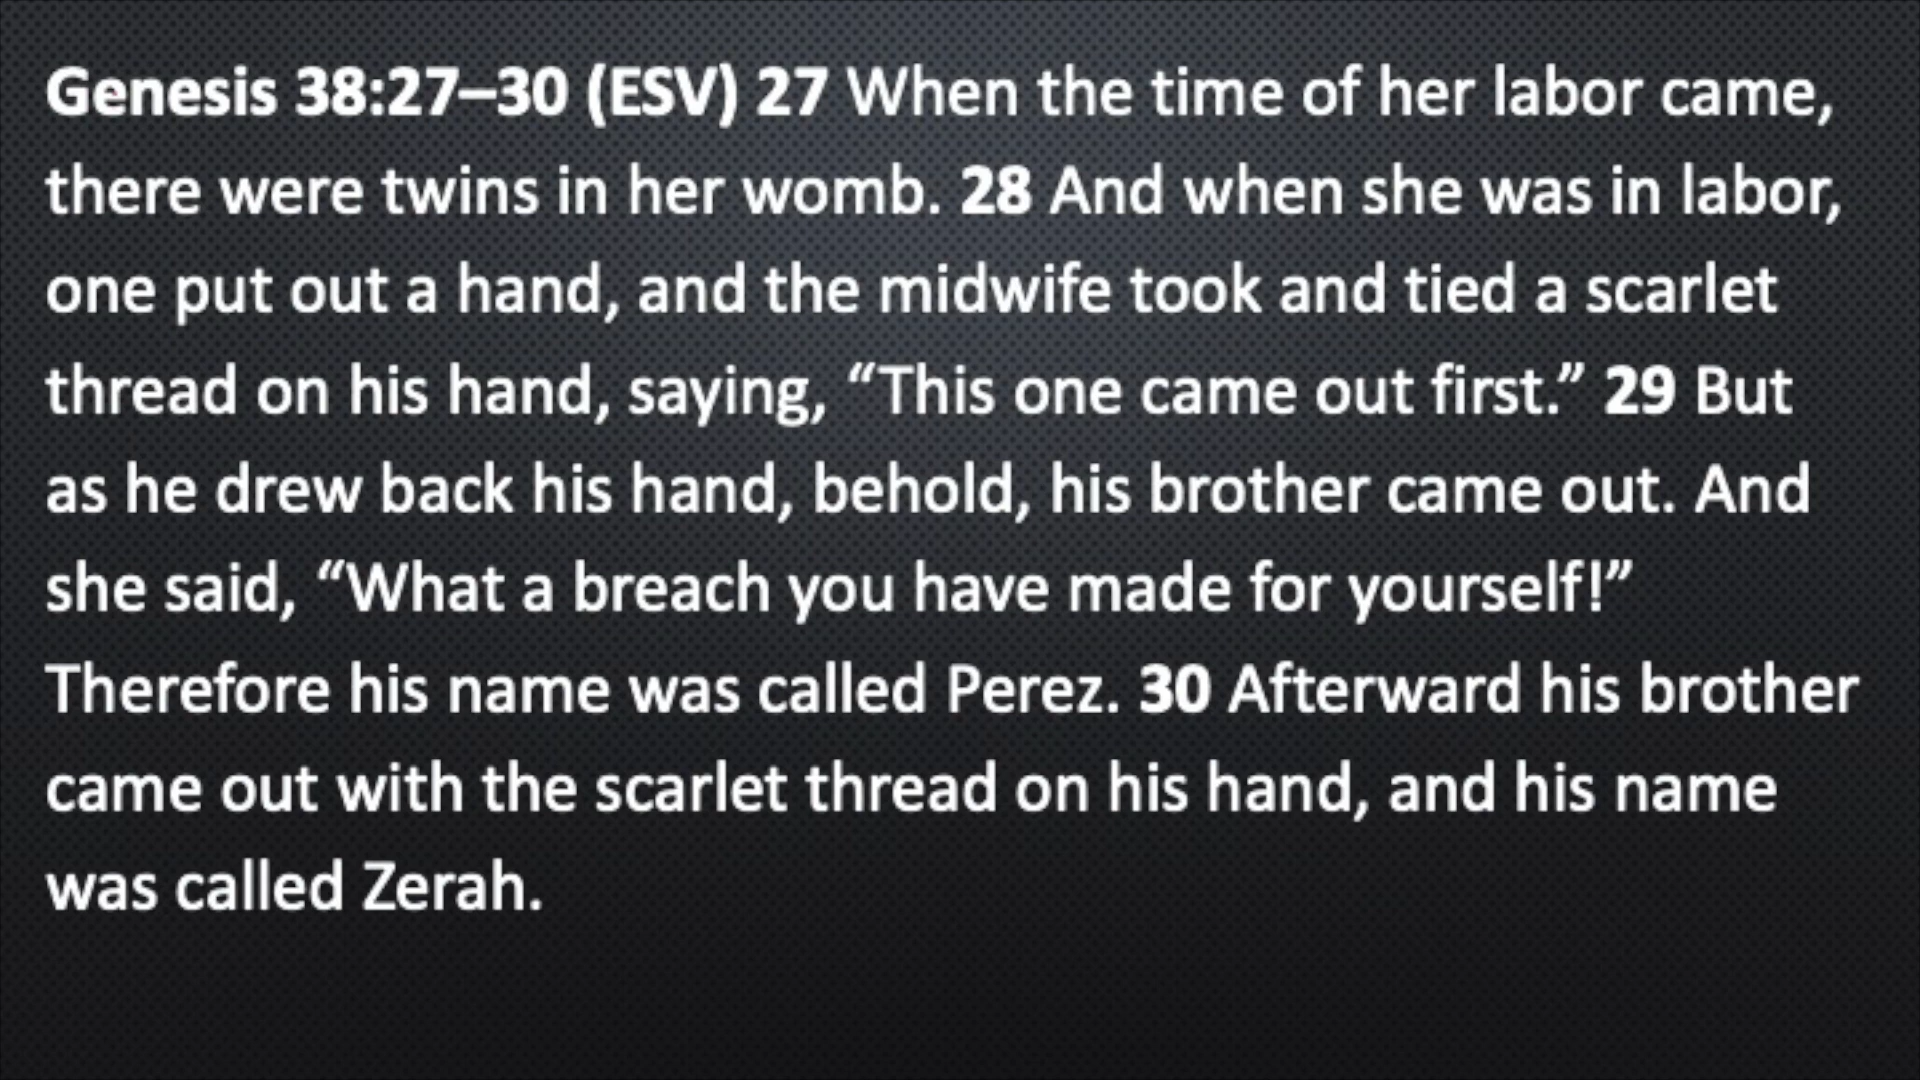 Genesis 38:27–30 (ESV) 27 When the time of her labor came,
there were twins in her womb. 28 And when she was in labor,
one put out a hand, and the midwife took and tied a scarlet
thread on his hand, saying, “This one came out first.” 29 But
as he drew back his hand, behold, his brother came out. And
she said, “What a breach you have made for yourself!”
Therefore his name was called Perez. 30 Afterward his brother
came out with the scarlet thread on his hand, and his name
was called Zerah.